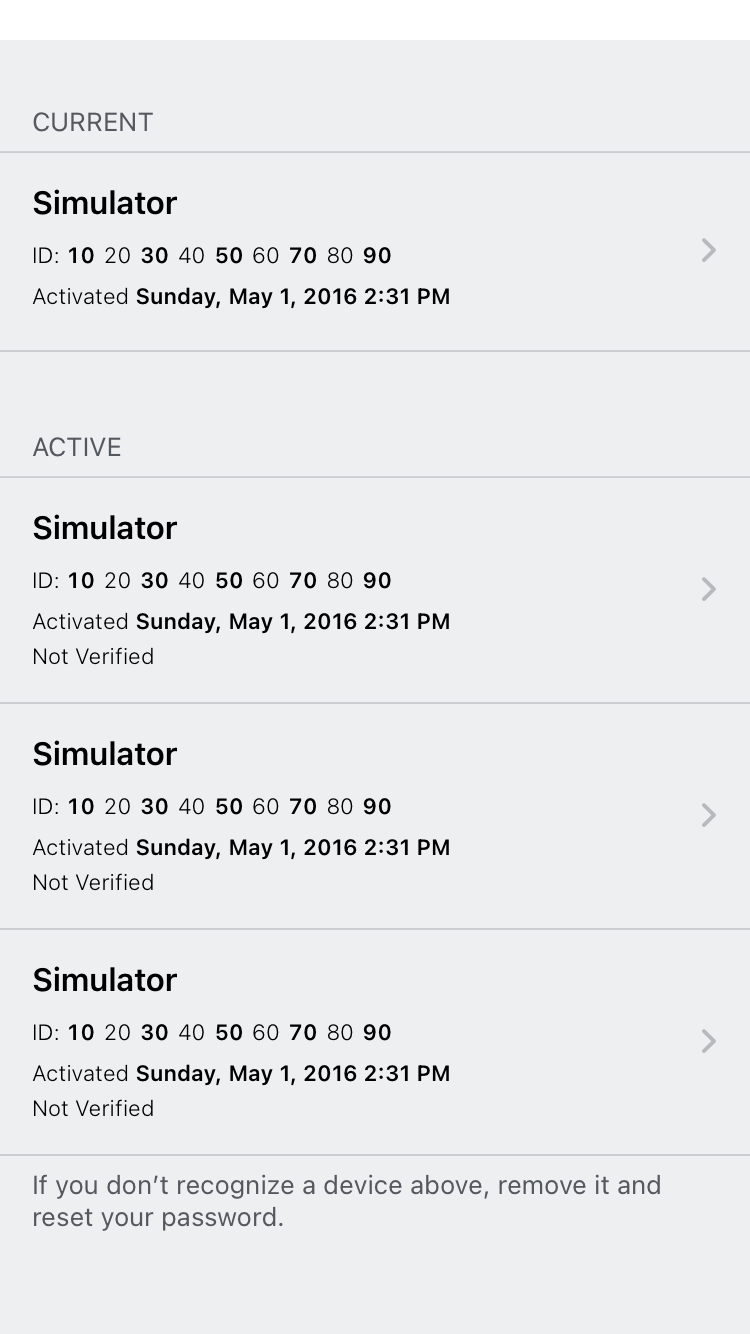 CURRENT
Simulator
ID: 10 20 30 40 50 60 70 80 90
Activated Sunday, May 1, 2016 2:31 PM
ACTIVE
Simulator
ID: 10 20 30 40 50 60 70 80 90
Activated Sunday, May 1, 2016 2:31 PM
Not Verified
Simulator
ID: 10 20 30 40 50 60 70 80 90
Activated Sunday, May 1, 2016 2:31 PM
Not Verified
Simulator
ID: 10 20 30 40 50 60 70 80 90
Activated Sunday, May 1, 2016 2:31 PM
Not Verified
If you don’t recognize a device above, remove it and
reset your password.